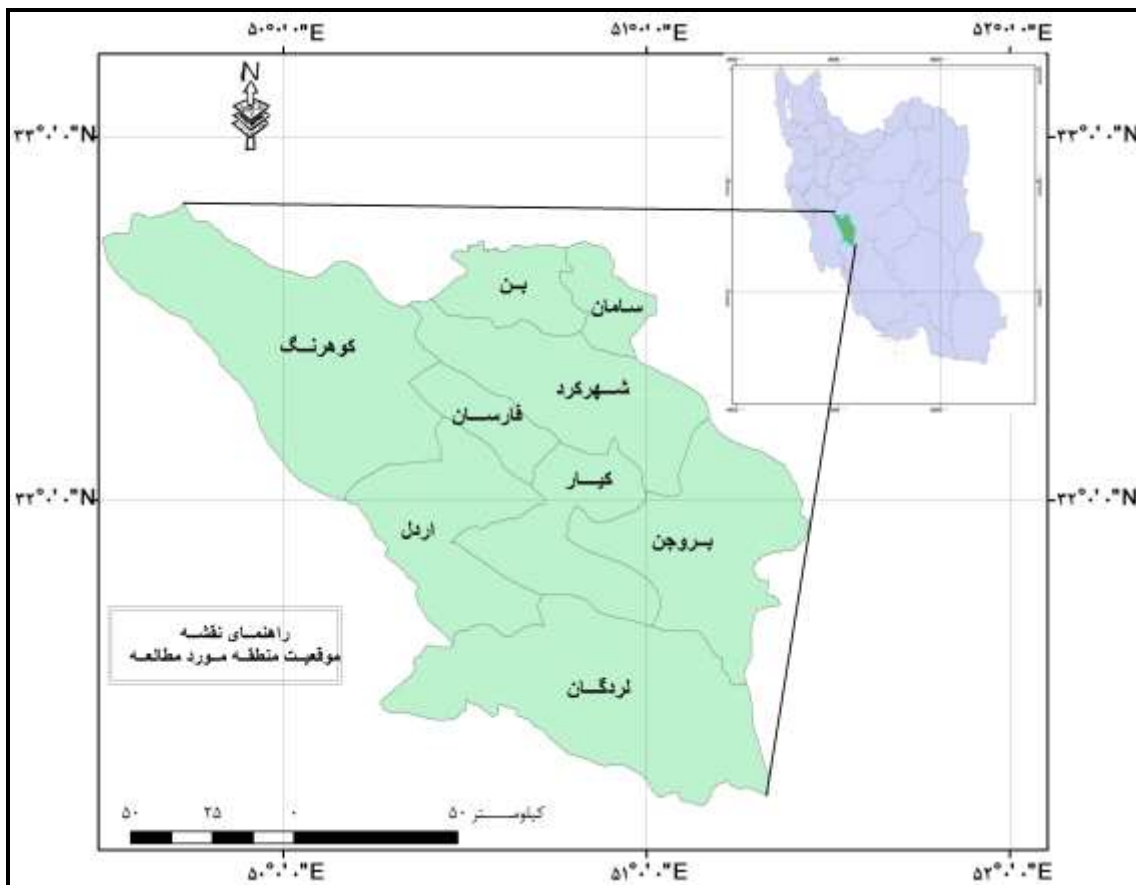 ۵۰°۰'۰"E
۵۱°۰'۰"E
۵۲°۰'۰"E
N
۳۳°۰'۰"N
۳۳°۰'۰"N
بن
سامان
کوهرنگ
شهرکرد
فارسان
کیار
۳۲°۰'۰"N
۳۲°۰'۰"N
اردل
بروجن
راهنمای نقشه
موقعیت منطقه مورد مطالعه
لردگان
۵۰ ۲۵ ۰ ۵۰ کیلومتر
۵۰°۰'۰"E
۵۱°۰'۰"E
۵۲°۰'۰"E